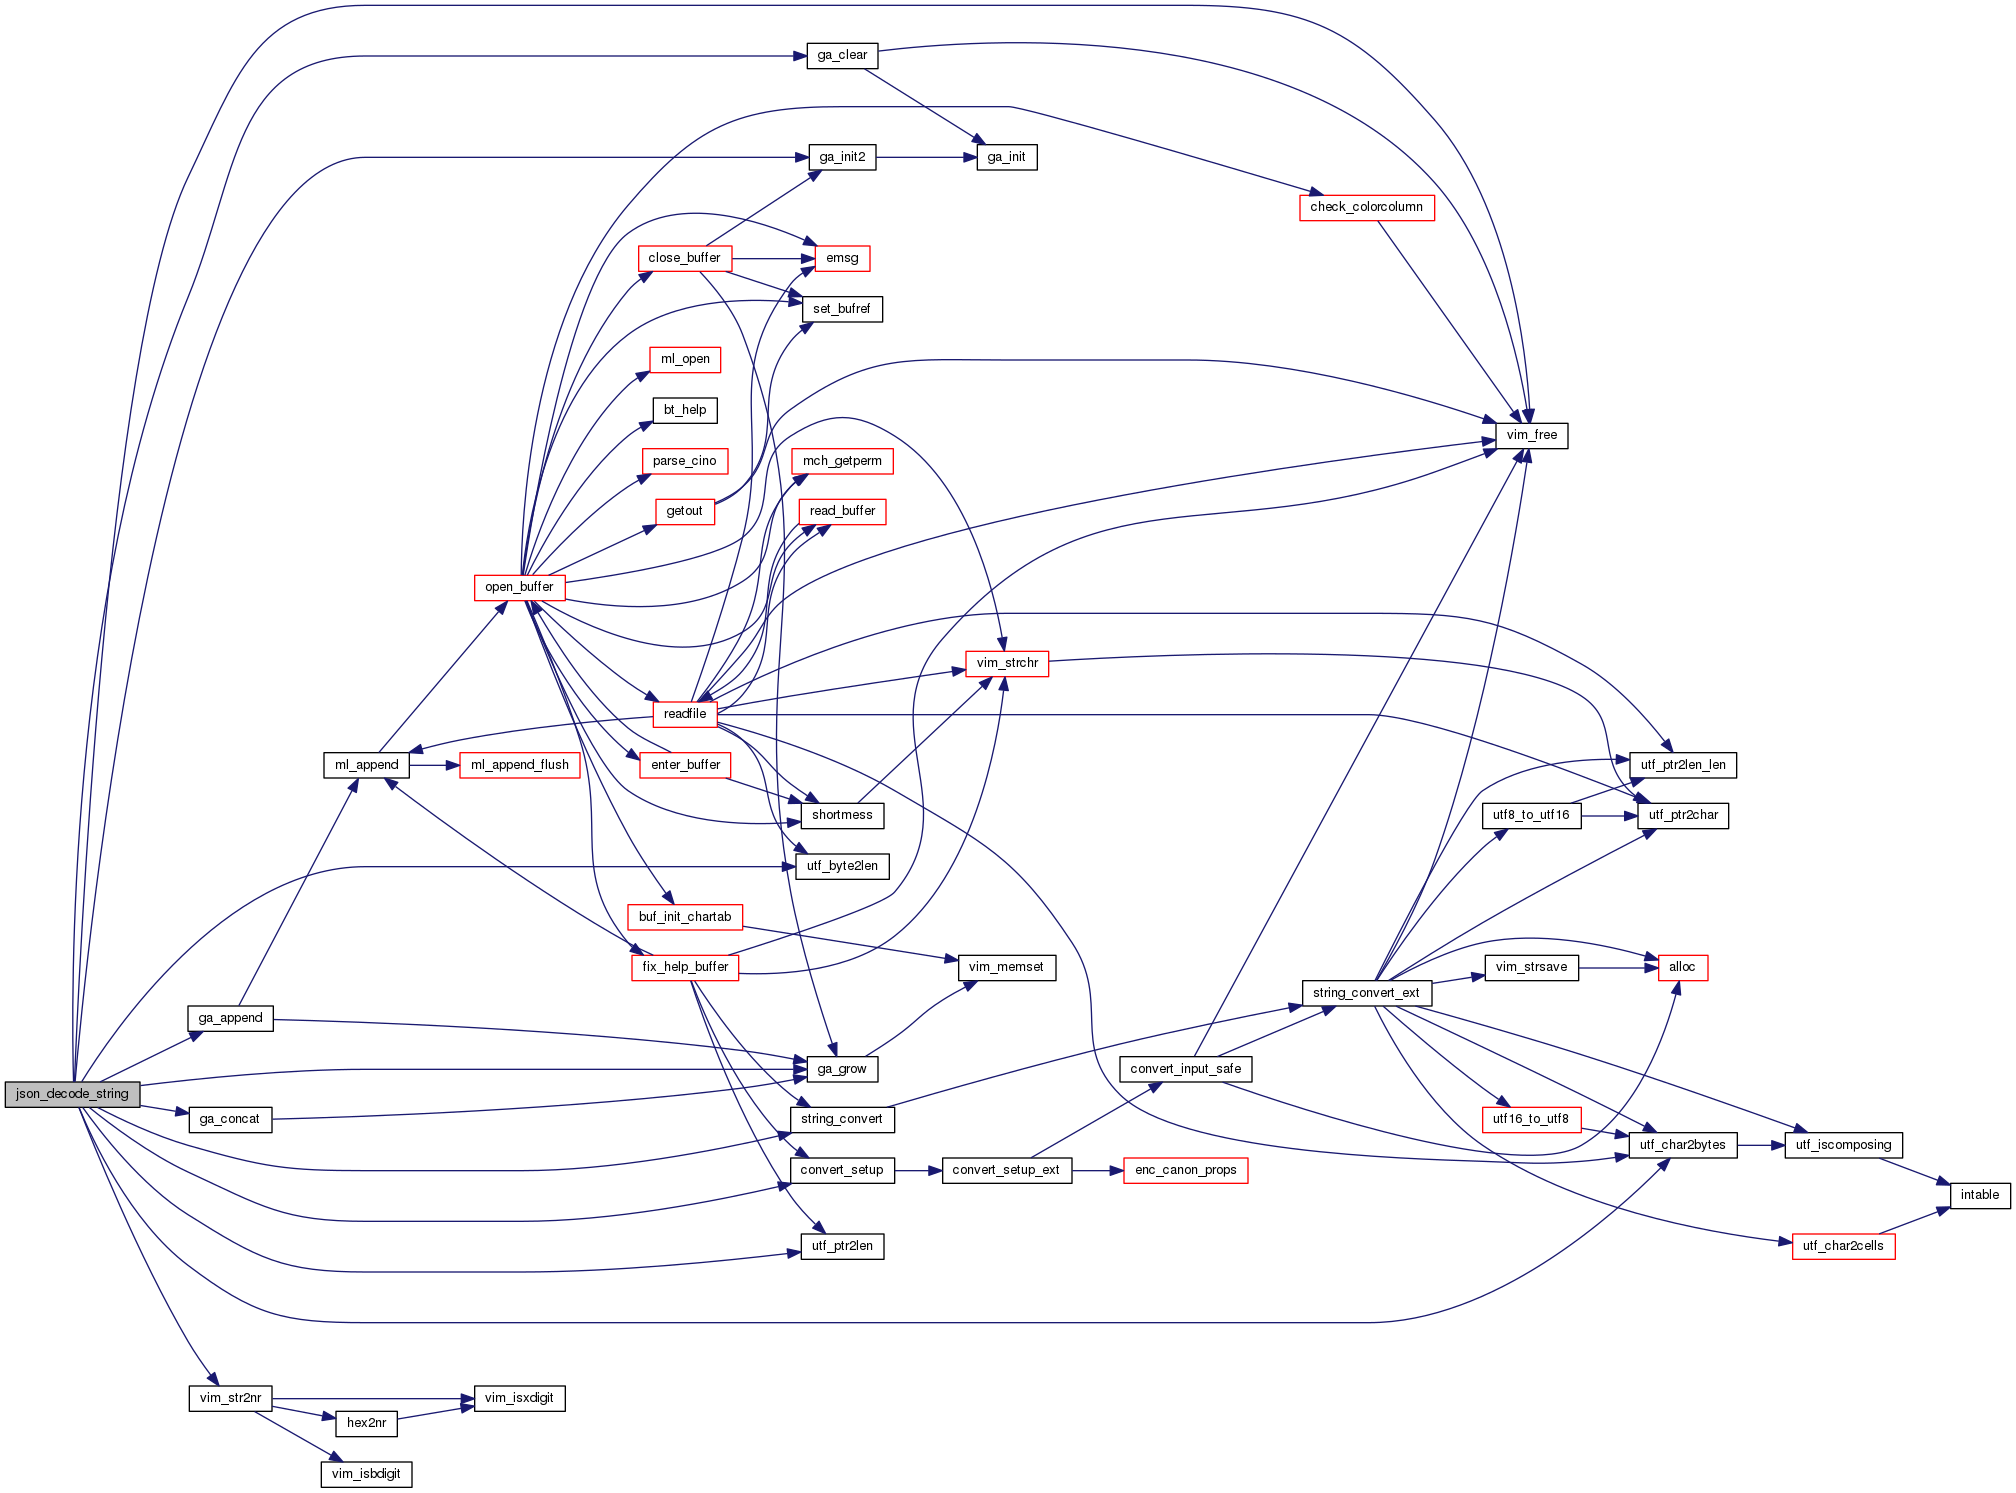 ga_clear
ga_init2
ga_init
check_colorcolumn
close_buffer
emsg
set_bufref
ml_open
bt_help
vim_free
parse_cino
mch_getperm
getout
read_buffer
open_buffer
vim_strchr
readfile
ml_append
ml_append_flush
enter_buffer
utf_ptr2len_len
shortmess
utf8_to_utf16
utf_ptr2char
utf_byte2len
buf_init_chartab
fix_help_buffer
vim_memset
vim_strsave
alloc
string_convert_ext
ga_append
ga_grow
convert_input_safe
json_decode_string
ga_concat
string_convert
utf16_to_utf8
utf_char2bytes
utf_iscomposing
convert_setup
convert_setup_ext
enc_canon_props
intable
utf_ptr2len
utf_char2cells
vim_str2nr
vim_isxdigit
hex2nr
vim_isbdigit